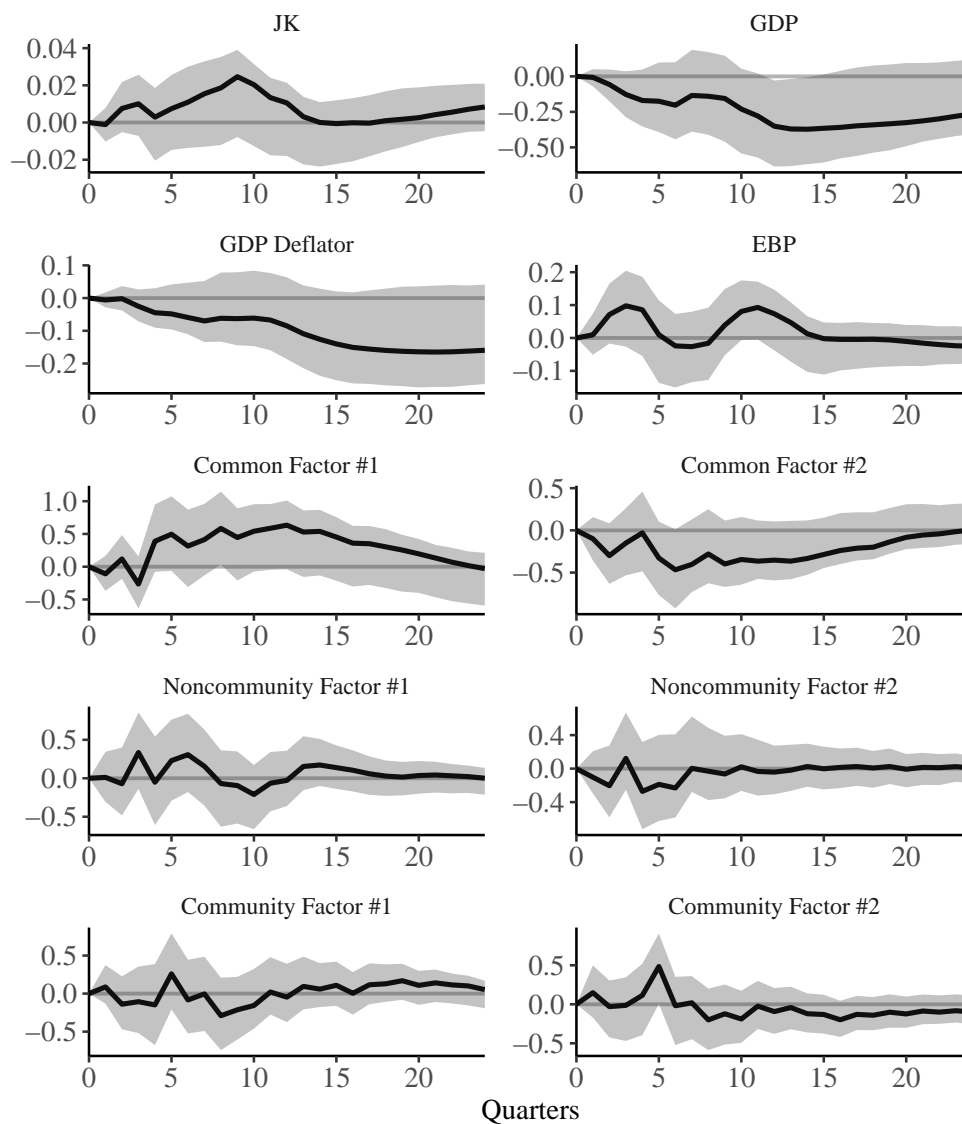 JK
0.04
0.02
0.00
−0.02
0 5 10 15 20
GDP
0.00
−0.25
−0.50
0 5 10 15 20
GDP Deflator
0.1
0.0
−0.1
−0.2
0 5 10 15 20
EBP
0.2
0.1
0.0
−0.1
0 5 10 15 20
Common Factor #1
1.0
0.5
0.0
−0.5
0 5 10 15 20
Common Factor #2
0.5
0.0
−0.5
0 5 10 15 20
Noncommunity Factor #1
0.5
0.0
−0.5
0 5 10 15 20
Noncommunity Factor #2
0.4
0.0
−0.4
0 5 10 15 20
Community Factor #1
0.5
0.0
−0.5
0 5 10 15 20
Community Factor #2
0.5
0.0
−0.5
0 5 10 15 20
Quarters